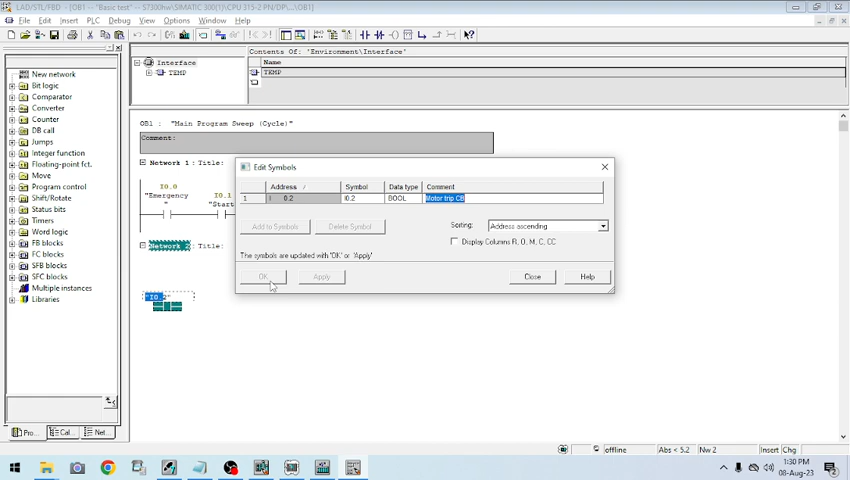 LAD/STL/FBD - [OB1 - "Basic test" - S7300hw\SIMATIC 300(1)\CPU 315-2 PN/DP\...\OB1]
File Edit Insert PLC Debug View Options Window Help
Contents Of: 'Environment\Interface'
Interface
TEMP
Name
TEMP
New network
Bit logic
Comparator
Converter
Counter
DB call
Jumps
Integer function
Floating-point fct.
Move
Program control
Shift/Rotate
Status bits
Timers
FB blocks
FC blocks
SFB blocks
SFC blocks
Multiple instances
Libraries
Pro...
Cal...
Net...
OB1 : "Main Program Sweep (Cycle)"
Comment:
Network 1: Title:
I0.0
"Emergency
I0.1
"Start
Network 2: Title:
"I0.2"
Edit Symbols
Address / Symbol Data type Comment
1 I 0.2 I0.2 BOOL Motor trip CB
Add to Symbols
Delete Symbol
Sorting: Address ascending
Display Columns R, O, M, C, CC
The symbols are updated with 'OK' or 'Apply'
OK Apply Close Help
offline Abs < 5.2 Nw 2 Insert Chg
1:30 PM
08-Aug-23